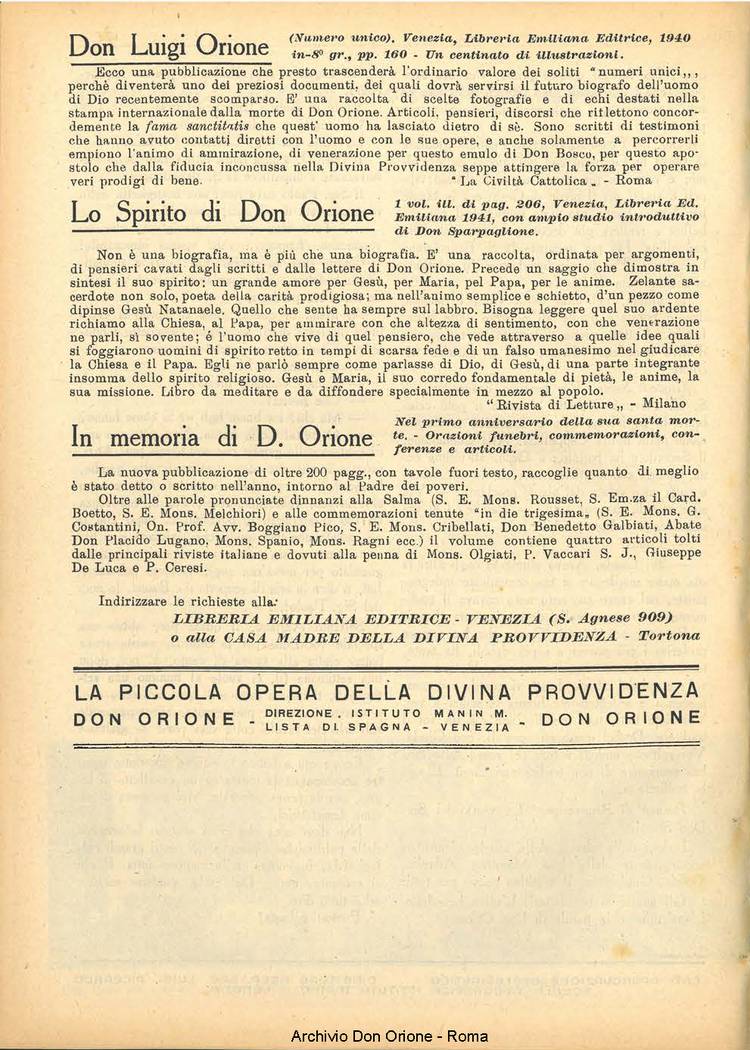 Don Luigi Orione
(Numero unico). Venezia, Libreria Emiliana Editrice, 1940
in-8° gr., pp. 160 - Un centinato di illustrazioni.
Ecco una pubblicazione che presto trascenderà l'ordinario valore dei soliti "numeri unici,, ,
perchè diventerà uno dei preziosi documenti, dei quali dovrà servirsi il futuro biografo dell'uomo
di Dio recentemente scomparso. E' una raccolta di scelte fotografie e di echi destati nella
stampa internazionale dalla morte di Don Orione. Articoli, pensieri, discorsi che riflettono concor-
demente la fama sanctitatis che quest' uomo ha lasciato dietro di sè. Sono scritti di testimoni
che hanno avuto contatti diretti con l'uomo e con le sue opere, e anche solamente a percorrerli
empiono l'animo di ammirazione, di venerazione per questo emulo di Don Bosco, per questo apo-
stolo che dalla fiducia inconcussa nella Divina Provvidenza seppe attingere la forza per operare
veri prodigi di bene.
" La Civiltà Cattolica „ - Roma
Lo Spirito di Don Orione
1 vol. ill. di pag. 206, Venezia, Libreria Ed.
Emiliana 1941, con ampio studio introduttivo
di Don Sparpaglione.
Non è una biografia, ma è più che una biografia. E' una raccolta, ordinata per argomenti,
di pensieri cavati dagli scritti e dalle lettere di Don Orione. Precede un saggio che dimostra in
sintesi il suo spirito: un grande amore per Gesù, per Maria, pel Papa, per le anime. Zelante sa-
cerdote non solo, poeta della carità prodigiosa; ma nell'animo semplice e schietto, d'un pezzo come
dipinse Gesù Natanaele. Quello che sente ha sempre sul labbro. Bisogna leggere quel suo ardente
richiamo alla Chiesa, al Papa, per ammirare con che altezza di sentimento, con che venerazione
ne parli, sì sovente; é l'uomo che vive di quel pensiero, che vede attraverso a quelle idee quali
si foggiarono uomini di spirito retto in tempi di scarsa fede e di un falso umanesimo nel giudicare
la Chiesa e il Papa. Egli ne parlò sempre come parlasse di Dio, di Gesù, di una parte integrante
insomma dello spirito religioso. Gesù e Maria, il suo corredo fondamentale di pietà, le anime, la
sua missione. Libro da meditare e da diffondere specialmente in mezzo al popolo.
" Rivista di Letture „ - Milano
In memoria di D. Orione
Nel primo anniversario della sua santa mor-
te. - Orazioni funebri, commemorazioni, con-
ferenze e articoli.
La nuova pubblicazione di oltre 200 pagg., con tavole fuori testo, raccoglie quanto di meglio
è stato detto o scritto nell'anno, intorno al Padre dei poveri.
Oltre alle parole pronunciate dinnanzi alla Salma (S. E. Mons. Rousset, S. Em.za il Card.
Boetto, S. E. Mons. Melchiori) e alle commemorazioni tenute "in die trigesima„ (S. E. Mons. G.
Costantini, On. Prof. Avv. Boggiano Pico, S. E. Mons. Cribellati, Don Benedetto Galbiati, Abate
Don Placido Lugano, Mons. Spanio, Mons. Ragni ecc.) il volume contiene quattro articoli tolti
dalle principali riviste italiane e dovuti alla penna di Mons. Olgiati, P. Vaccari S. J., Giuseppe
De Luca e P. Ceresi.
Indirizzare le richieste alla:
LIBRERIA EMILIANA EDITRICE - VENEZIA (S. Agnese 909)
o alla CASA MADRE DELLA DIVINA PROVVIDENZA - Tortona
LA PICCOLA OPERA DELLA DIVINA PROVVIDENZA
DON ORIONE - DIREZIONE. ISTITUTO MANIN M. - DON ORIONE
LISTA DI SPAGNA - VENEZIA
Archivio Don Orione - Roma